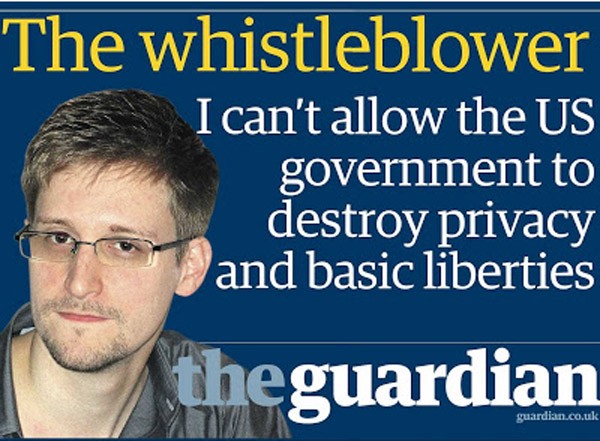 The whistleblower
I can't allow the US
government to
destroy privacy
and basic liberties
theguardian
guardian.co.uk